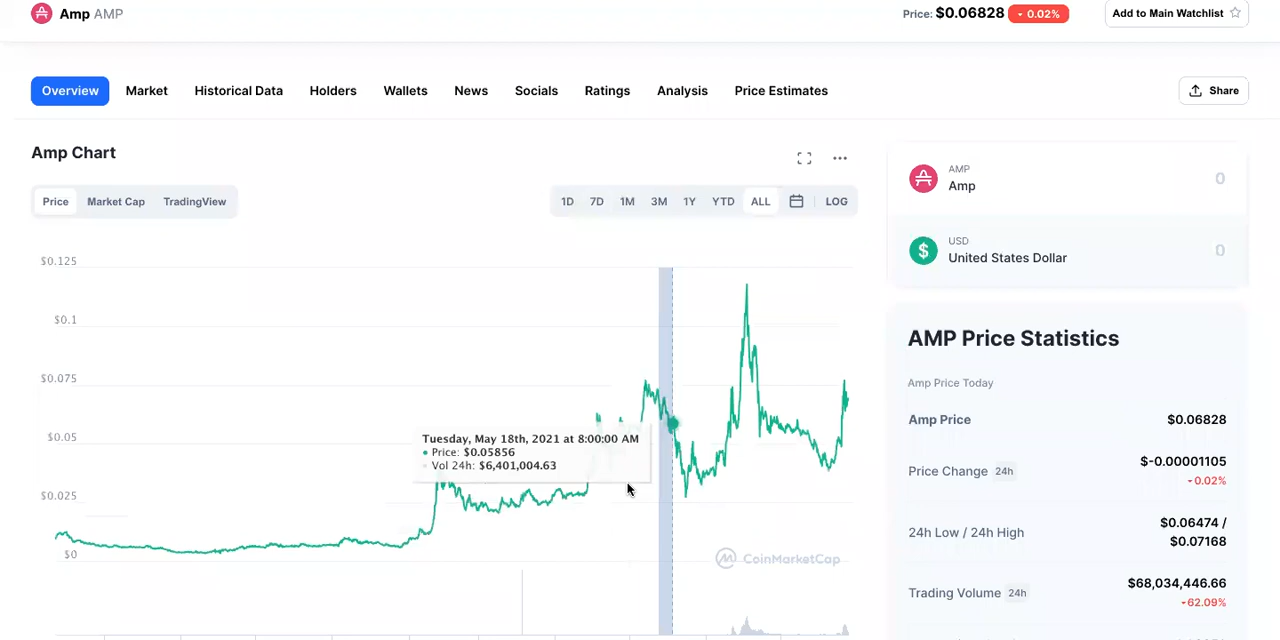 Amp AMP
Price: $0.06828 0.02%
Add to Main Watchlist
Overview Market Historical Data Holders Wallets News Socials Ratings Analysis Price Estimates
Share
Amp Chart
Price Market Cap TradingView
1D 7D 1M 3M 1Y YTD ALL LOG
$0.125
$0.1
$0.075
$0.05
$0.025
$0
Tuesday, May 18th, 2021 at 8:00:00 AM
Price: $0.05856
Vol 24h: $6,401,004.63
CoinMarketCap
AMP
Amp 0
USD
United States Dollar 0
AMP Price Statistics
Amp Price Today
Amp Price $0.06828
Price Change 24h $-0.00001105
0.02%
24h Low / 24h High $0.06474 /
$0.07168
Trading Volume 24h $68,034,446.66
62.09%